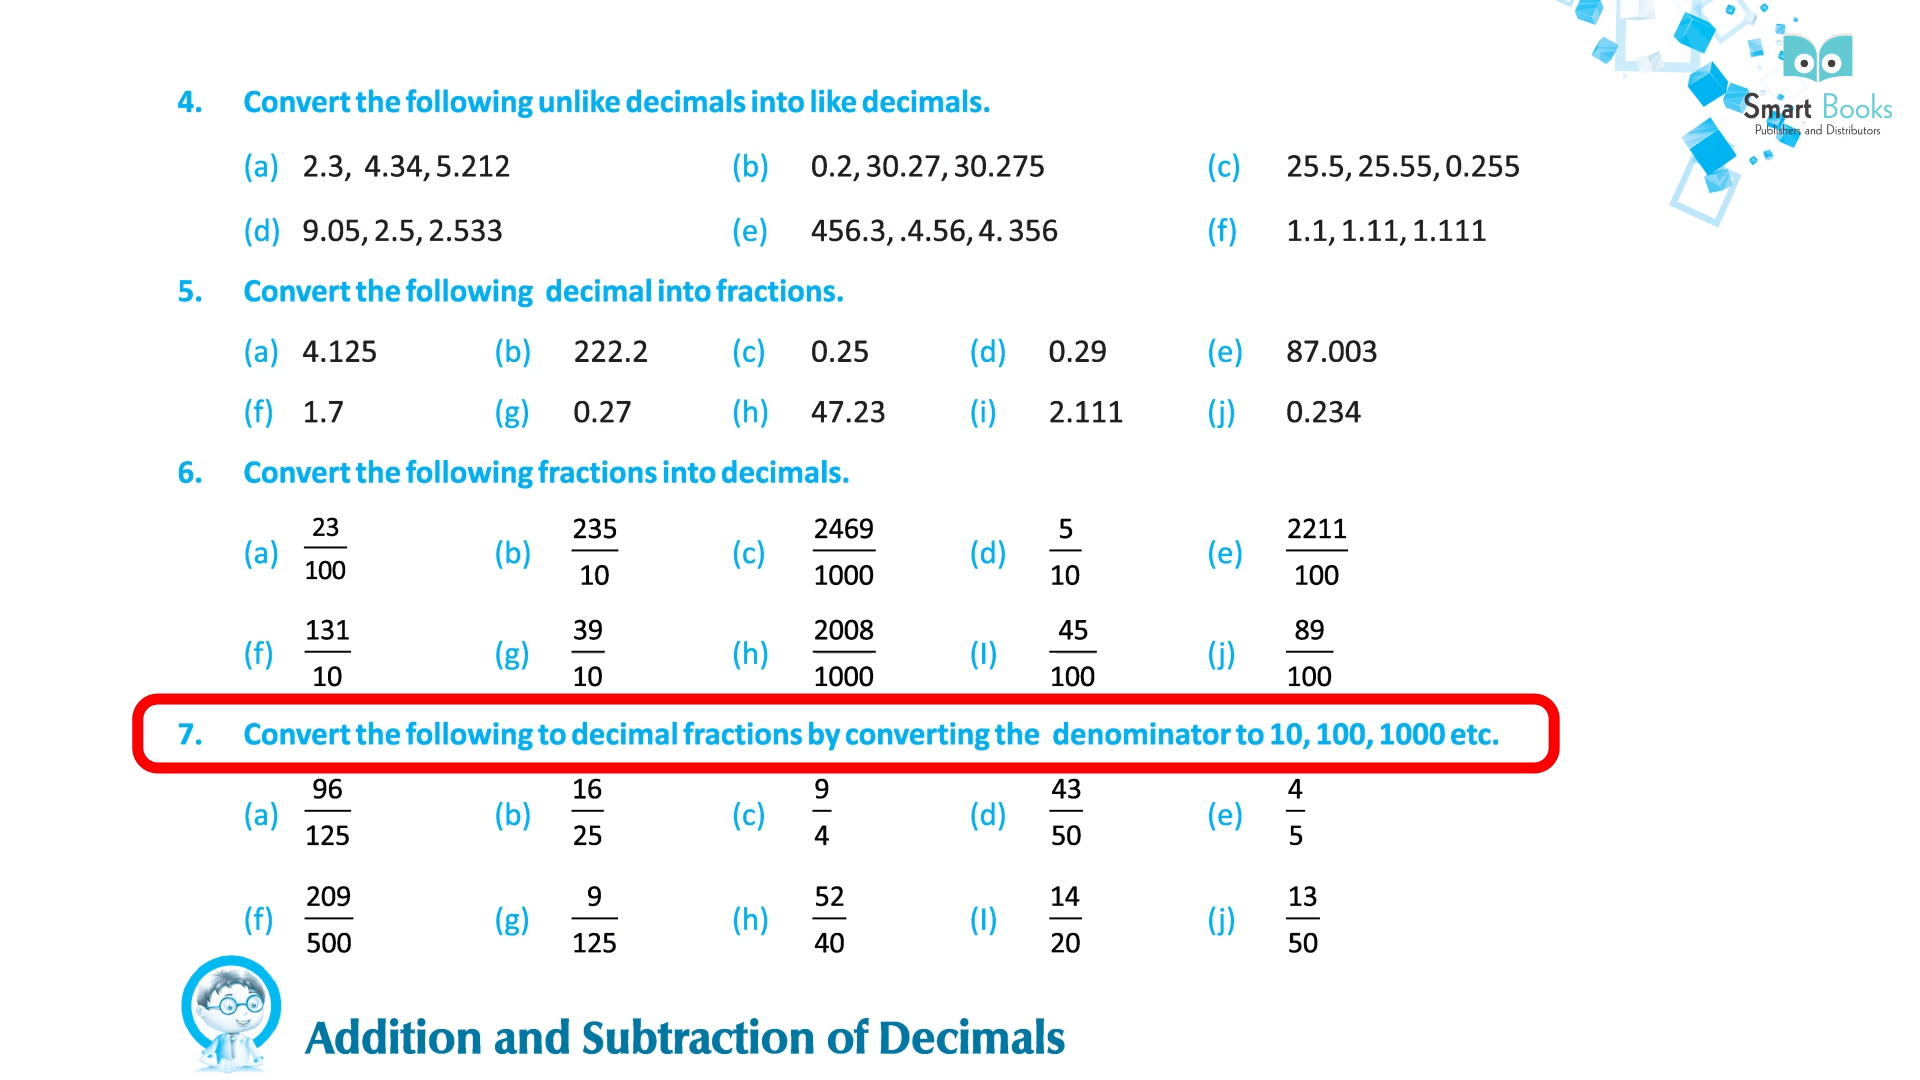 Smart Books
Publishers and Distributors
4. Convert the following unlike decimals into like decimals.
(a) 2.3, 4.34, 5.212 (b) 0.2, 30.27, 30.275 (c) 25.5, 25.55, 0.255
(d) 9.05, 2.5, 2.533 (e) 456.3, .4.56, 4. 356 (f) 1.1, 1.11, 1.111
5. Convert the following decimal into fractions.
(a) 4.125 (b) 222.2 (c) 0.25 (d) 0.29 (e) 87.003
(f) 1.7 (g) 0.27 (h) 47.23 (i) 2.111 (j) 0.234
6. Convert the following fractions into decimals.
(a) 23/100 (b) 235/10 (c) 2469/1000 (d) 5/10 (e) 2211/100
(f) 131/10 (g) 39/10 (h) 2008/1000 (I) 45/100 (j) 89/100
7. Convert the following to decimal fractions by converting the denominator to 10, 100, 1000 etc.
(a) 96/125 (b) 16/25 (c) 9/4 (d) 43/50 (e) 4/5
(f) 209/500 (g) 9/125 (h) 52/40 (I) 14/20 (j) 13/50
Addition and Subtraction of Decimals